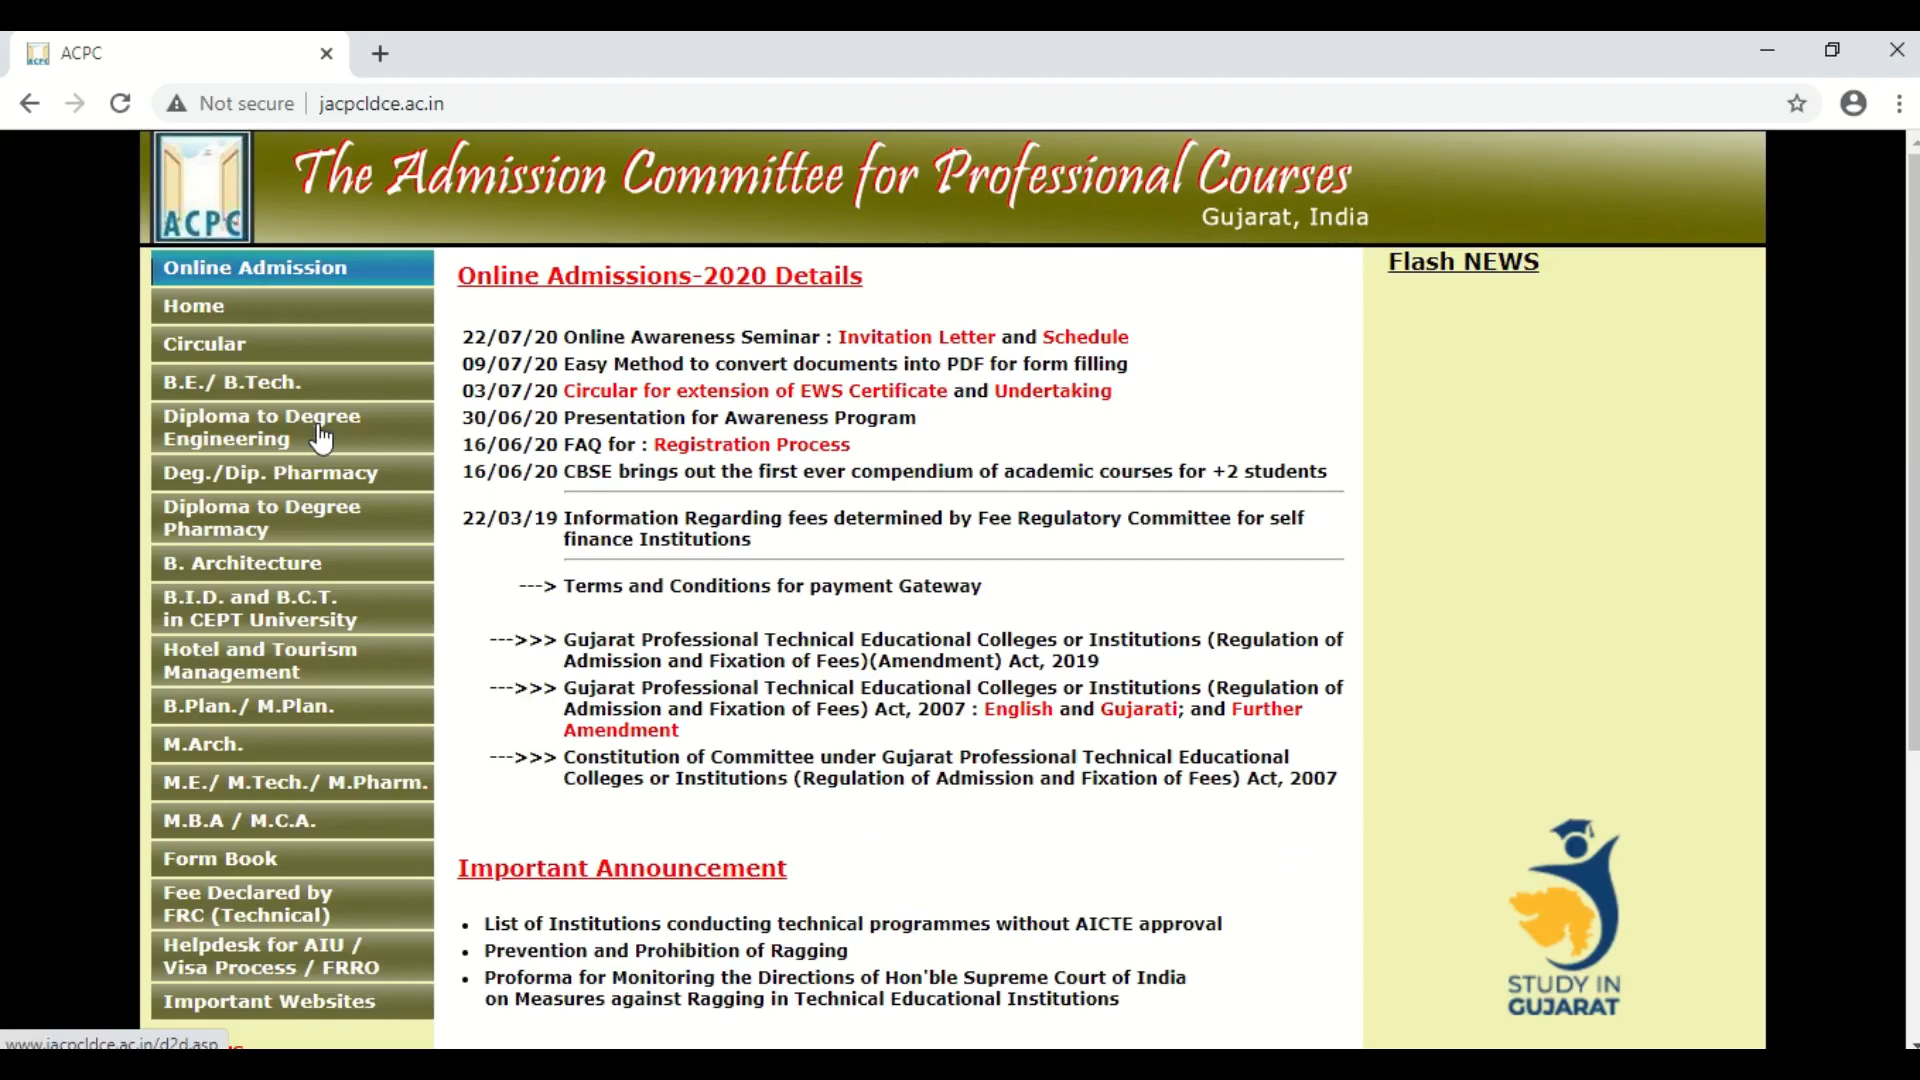 ACPC
Not secure
jacpcldce.ac.in
The Admission Committee for Professional Courses
Gujarat, India
ACPC
Online Admission
Home
Circular
B.E./ B.Tech.
Diploma to Degree
Engineering
Deg./Dip. Pharmacy
Diploma to Degree
Pharmacy
B. Architecture
B.I.D. and B.C.T.
in CEPT University
Hotel and Tourism
Management
B.Plan./ M.Plan.
M.Arch.
M.E./ M.Tech./ M.Pharm.
M.B.A / M.C.A.
Form Book
Fee Declared by
FRC (Technical)
Helpdesk for AIU /
Visa Process / FRRO
Important Websites
www.jacpcldce.ac.in/d2d.asp
Online Admissions-2020 Details
22/07/20 Online Awareness Seminar : Invitation Letter and Schedule
09/07/20 Easy Method to convert documents into PDF for form filling
03/07/20 Circular for extension of EWS Certificate and Undertaking
30/06/20 Presentation for Awareness Program
16/06/20 FAQ for : Registration Process
16/06/20 CBSE brings out the first ever compendium of academic courses for +2 students
22/03/19 Information Regarding fees determined by Fee Regulatory Committee for self
finance Institutions
---> Terms and Conditions for payment Gateway
--->>> Gujarat Professional Technical Educational Colleges or Institutions (Regulation of
Admission and Fixation of Fees)(Amendment) Act, 2019
--->>> Gujarat Professional Technical Educational Colleges or Institutions (Regulation of
Admission and Fixation of Fees) Act, 2007 : English and Gujarati; and Further
Amendment
--->>> Constitution of Committee under Gujarat Professional Technical Educational
Colleges or Institutions (Regulation of Admission and Fixation of Fees) Act, 2007
Important Announcement
• List of Institutions conducting technical programmes without AICTE approval
• Prevention and Prohibition of Ragging
• Proforma for Monitoring the Directions of Hon'ble Supreme Court of India
on Measures against Ragging in Technical Educational Institutions
Flash NEWS
STUDY IN
GUJARAT